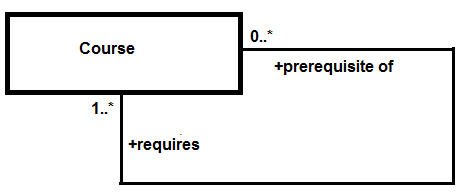 Course
0..*
+prerequisite of
1..*
+requires